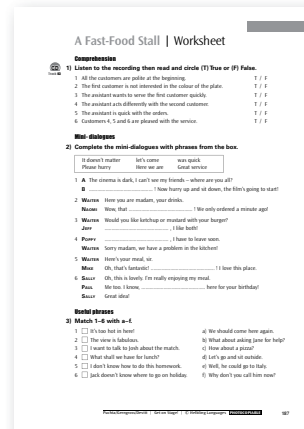 A Fast-Food Stall | Worksheet
Comprehension
1) Listen to the recording then read and circle (T) True or (F) False.
1 All the customers are polite at the beginning. T / F
2 The first customer is not interested in the colour of the plate. T / F
3 The assistant wants to serve the first customer quickly. T / F
4 The assistant acts differently with the second customer. T / F
5 The assistant is quick with the orders. T / F
6 Customers 4, 5 and 6 are pleased with the service. T / F
Mini-dialogues
2) Complete the mini-dialogues with phrases from the box.
It doesn't matter let's come was quick
Please hurry Here we are Great service
1 A The cinema is dark, I can't see my friends – where are you all?
B ! Now hurry up and sit down, the film's going to start!
2 WAITER Here you are madam, your drinks.
NAOMI Wow, that ! We only ordered a minute ago!
3 WAITER Would you like ketchup or mustard with your burger?
JEFF , I like both!
4 POPPY , I have to leave soon.
WAITER Sorry madam, we have a problem in the kitchen!
5 WAITER Here's your meal, sir.
MIKE Oh, that's fantastic! ! I love this place.
6 SALLY Oh, this is lovely. I'm really enjoying my meal.
PAUL Me too. I know, here for your birthday!
SALLY Great idea!
Useful phrases
3) Match 1–6 with a–f.
1 It's too hot in here! a) We should come here again.
2 The view is fabulous. b) What about asking Jane for help?
3 I want to talk to Josh about the match. c) How about a pizza?
4 What shall we have for lunch? d) Let's go and sit outside.
5 I don't know how to do this homework. e) Well, he could go to Italy.
6 Jack doesn't know where to go on holiday. f) Why don't you call him now?
Puchta/Gerngross/Devitt | Get on Stage! | © Helbling Languages PHOTOCOPIABLE 187